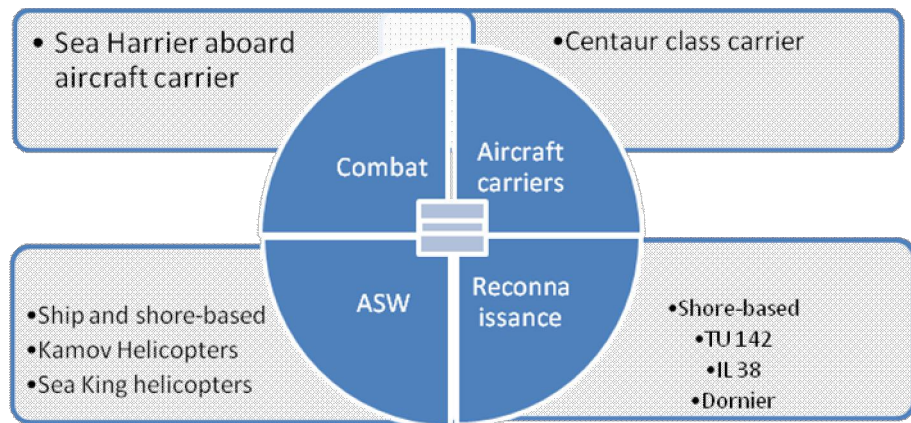 • Sea Harrier aboard
aircraft carrier
•Centaur class carrier
Combat
Aircraft
carriers
ASW
Reconna
issance
•Ship and shore-based
•Kamov Helicopters
•Sea King helicopters
•Shore-based
•TU 142
•IL 38
•Dornier